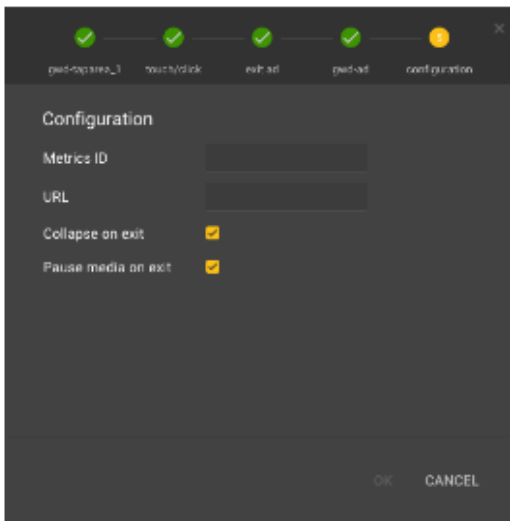 gwd-taparea_1 touch/click exit ad gwd-ad configuration
Configuration
Metrics ID
URL
Collapse on exit
Pause media on exit
OK CANCEL